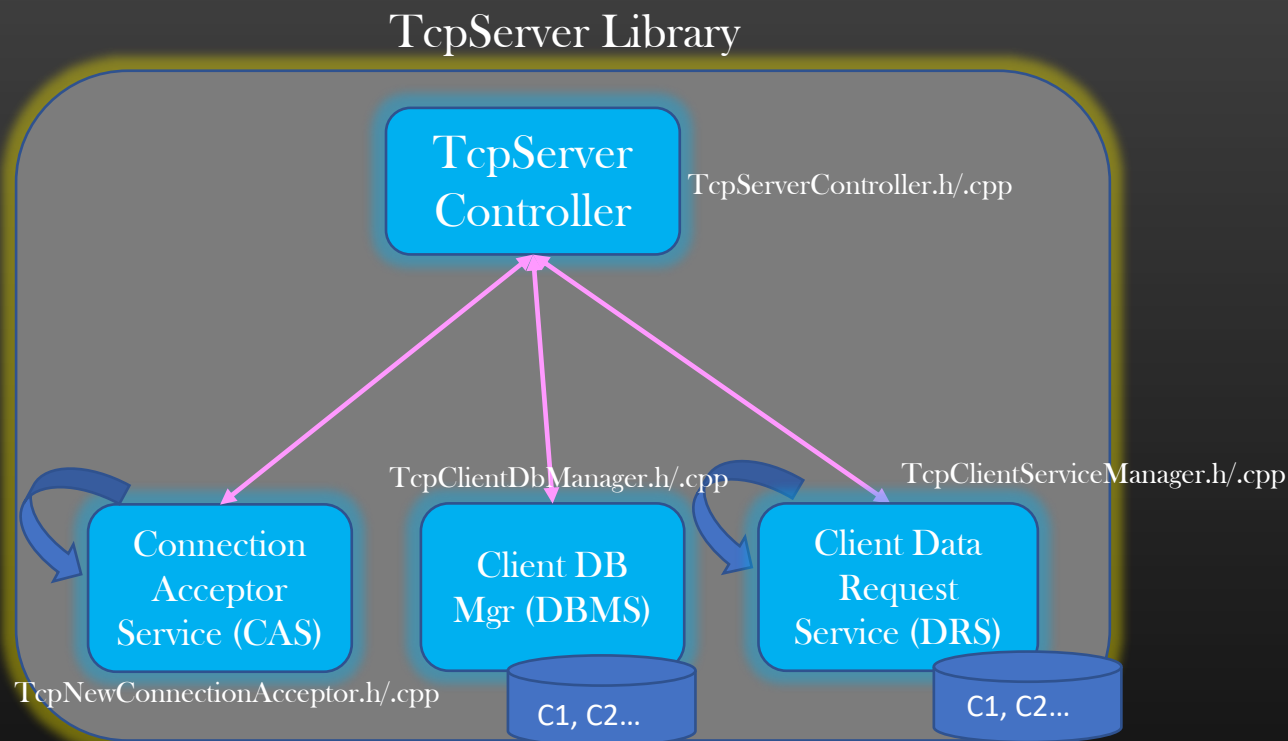 TcpServer Library
TcpServer
Controller
TcpServerController.h/.cpp
TcpClientDbManager.h/.cpp
TcpClientServiceManager.h/.cpp
Connection
Acceptor
Service (CAS)
Client DB
Mgr (DBMS)
Client Data
Request
Service (DRS)
TcpNewConnectionAcceptor.h/.cpp
C1, C2...
C1, C2...